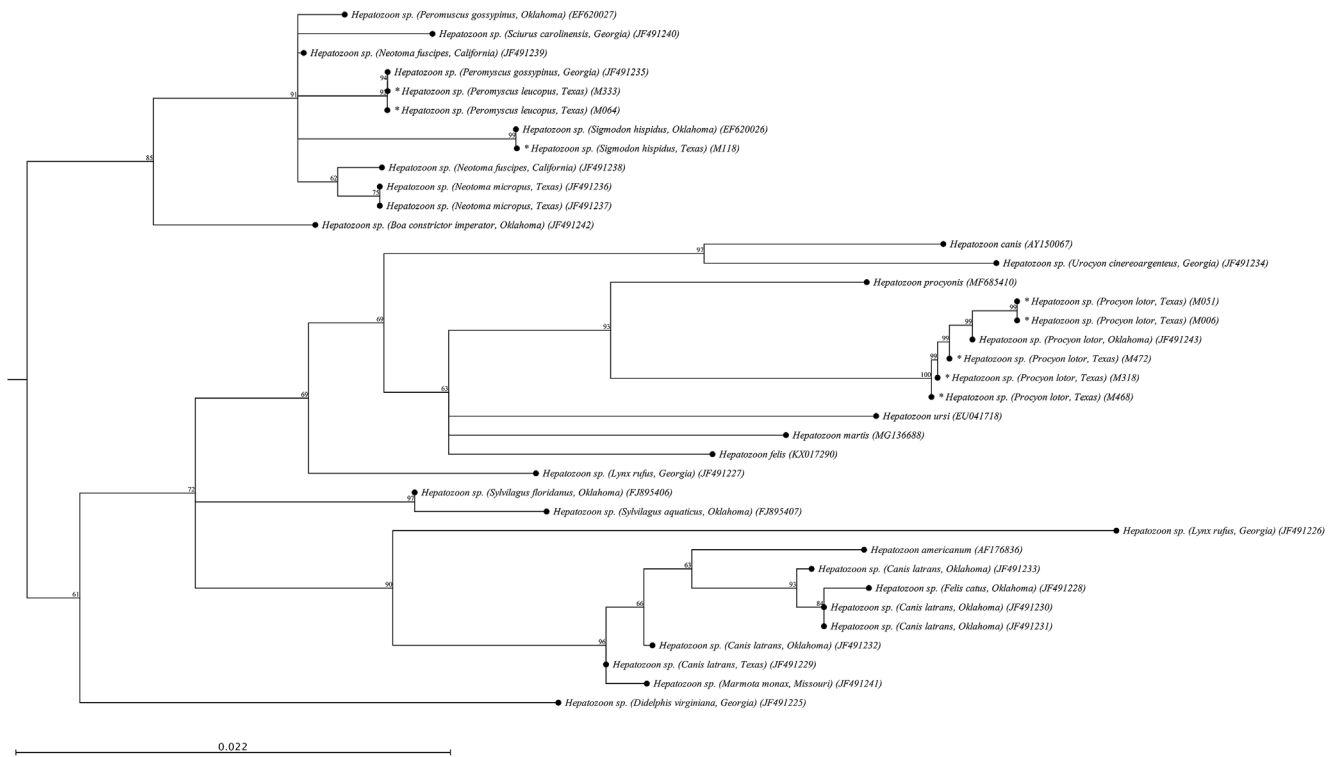 Hepatozoon sp. (Peromuscus gossypinus, Oklahoma) (EF620027)
Hepatozoon sp. (Sciurus carolinensis, Georgia) (JF491240)
Hepatozoon sp. (Neotoma fuscipes, California) (JF491239)
Hepatozoon sp. (Peromyscus gossypinus, Georgia) (JF491235)
94
91
* Hepatozoon sp. (Peromyscus leucopus, Texas) (M333)
* Hepatozoon sp. (Peromyscus leucopus, Texas) (M064)
Hepatozoon sp. (Sigmodon hispidus, Oklahoma) (EF620026)
99
* Hepatozoon sp. (Sigmodon hispidus, Texas) (M118)
85
Hepatozoon sp. (Neotoma fuscipes, California) (JF491238)
62
Hepatozoon sp. (Neotoma micropus, Texas) (JF491236)
75
Hepatozoon sp. (Neotoma micropus, Texas) (JF491237)
Hepatozoon sp. (Boa constrictor imperator, Oklahoma) (JF491242)
Hepatozoon canis (AY150067)
97
Hepatozoon sp. (Urocyon cinereoargenteus, Georgia) (JF491234)
Hepatozoon procyonis (MF685410)
* Hepatozoon sp. (Procyon lotor, Texas) (M051)
99
* Hepatozoon sp. (Procyon lotor, Texas) (M006)
69
99
93
Hepatozoon sp. (Procyon lotor, Oklahoma) (JF491243)
99
* Hepatozoon sp. (Procyon lotor, Texas) (M472)
99
100
* Hepatozoon sp. (Procyon lotor, Texas) (M318)
63
69
* Hepatozoon sp. (Procyon lotor, Texas) (M468)
Hepatozoon ursi (EU041718)
Hepatozoon martis (MG136688)
Hepatozoon felis (KX017290)
Hepatozoon sp. (Lynx rufus, Georgia) (JF491227)
72
Hepatozoon sp. (Sylvilagus floridanus, Oklahoma) (FJ895406)
97
Hepatozoon sp. (Sylvilagus aquaticus, Oklahoma) (FJ895407)
Hepatozoon sp. (Lynx rufus, Georgia) (JF491226)
Hepatozoon americanum (AF176836)
63
Hepatozoon sp. (Canis latrans, Oklahoma) (JF491233)
90
93
Hepatozoon sp. (Felis catus, Oklahoma) (JF491228)
61
66
Hepatozoon sp. (Canis latrans, Oklahoma) (JF491230)
Hepatozoon sp. (Canis latrans, Oklahoma) (JF491231)
96
Hepatozoon sp. (Canis latrans, Oklahoma) (JF491232)
Hepatozoon sp. (Canis latrans, Texas) (JF491229)
Hepatozoon sp. (Marmota monax, Missouri) (JF491241)
Hepatozoon sp. (Didelphis virginiana, Georgia) (JF491225)
0.022